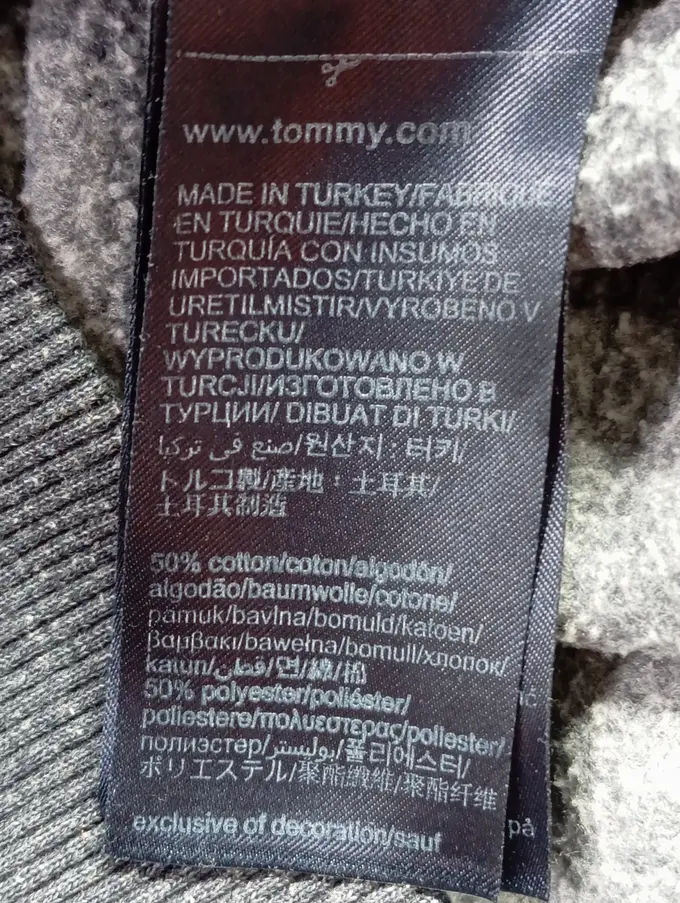 www.tommy.com
MADE IN TURKEY/FABRIQUE
EN TURQUIE/HECHO EN
TURQUÍA CON INSUMOS
IMPORTADOS/TURKIYE'DE
URETILMISTIR/VYROBENO V
TURECKU/
WYPRODUKOWANO W
TURCJI/ИЗГОТОВЛЕНО В
ТУРЦИИ/ DIBUAT DI TURKI/
صنع في تركيا/원산지 : 터키/
トルコ製/產地：土耳其/
土耳其制造
50% cotton/coton/algodón/
algodão/baumwolle/cotone/
pamuk/bavlna/bomuld/katoen/
βαμβακι/bawełna/bomull/хлопок/
katun/قطن/면/綿/棉
50% polyester/poliéster/
poliestere/πολυεστερας/poliester/
полиэстер/بوليستر/폴리에스터/
ポリエステル/聚酯纖維/聚酯纤维
exclusive of decoration/sauf
på